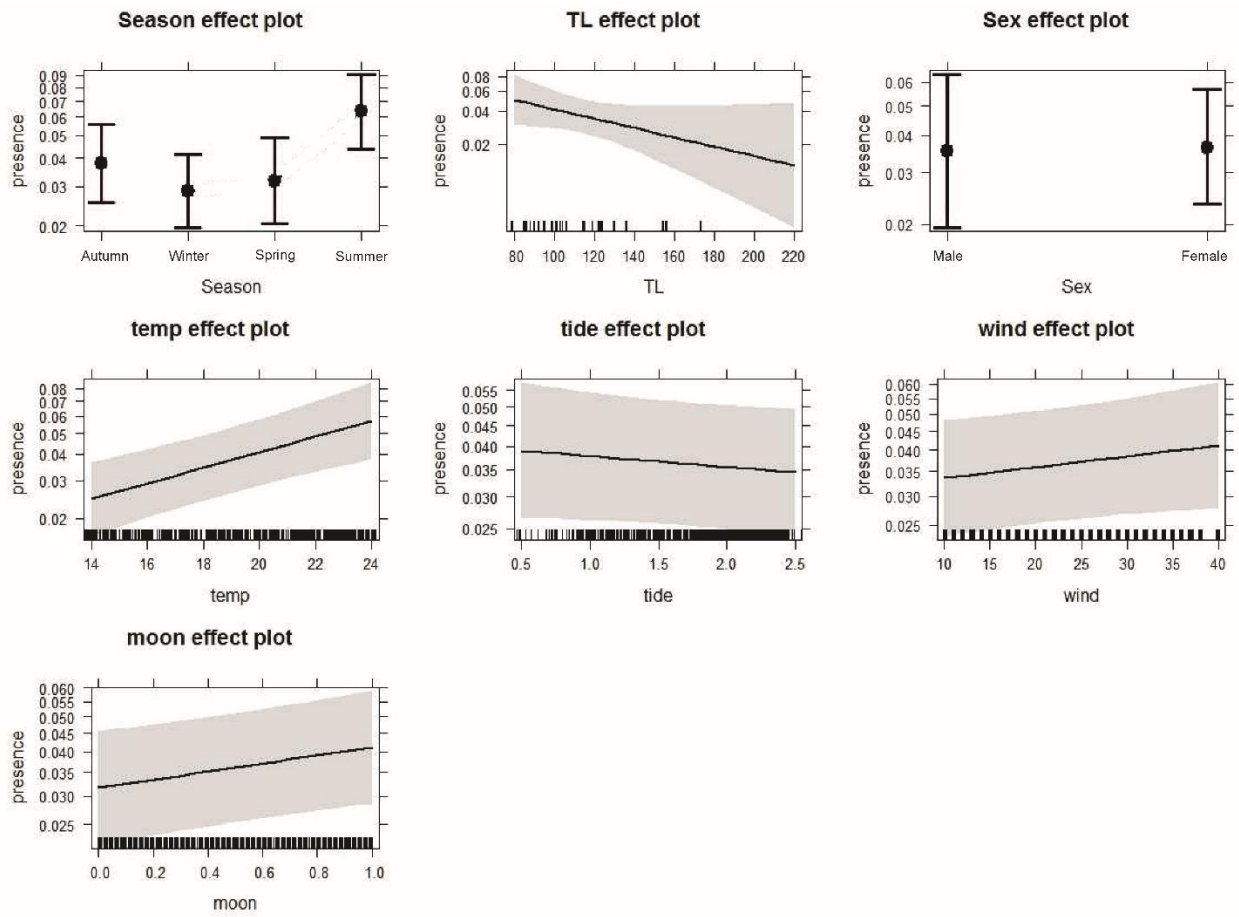 Season effect plot
TL effect plot
Sex effect plot
presence
0.09
0.08
0.07
0.06
0.05
0.04
0.03
0.02
Autumn Winter Spring Summer
Season
presence
0.08
0.06
0.04
0.02
80 100 120 140 160 180 200 220
TL
presence
0.06
0.05
0.04
0.03
0.02
Male Female
Sex
temp effect plot
tide effect plot
wind effect plot
presence
0.08
0.07
0.06
0.05
0.04
0.03
0.02
14 16 18 20 22 24
temp
presence
0.055
0.050
0.045
0.040
0.035
0.030
0.025
0.5 1.0 1.5 2.0 2.5
tide
presence
0.060
0.055
0.050
0.045
0.040
0.035
0.030
0.025
10 15 20 25 30 35 40
wind
moon effect plot
presence
0.060
0.055
0.050
0.045
0.040
0.035
0.030
0.025
0.0 0.2 0.4 0.6 0.8 1.0
moon